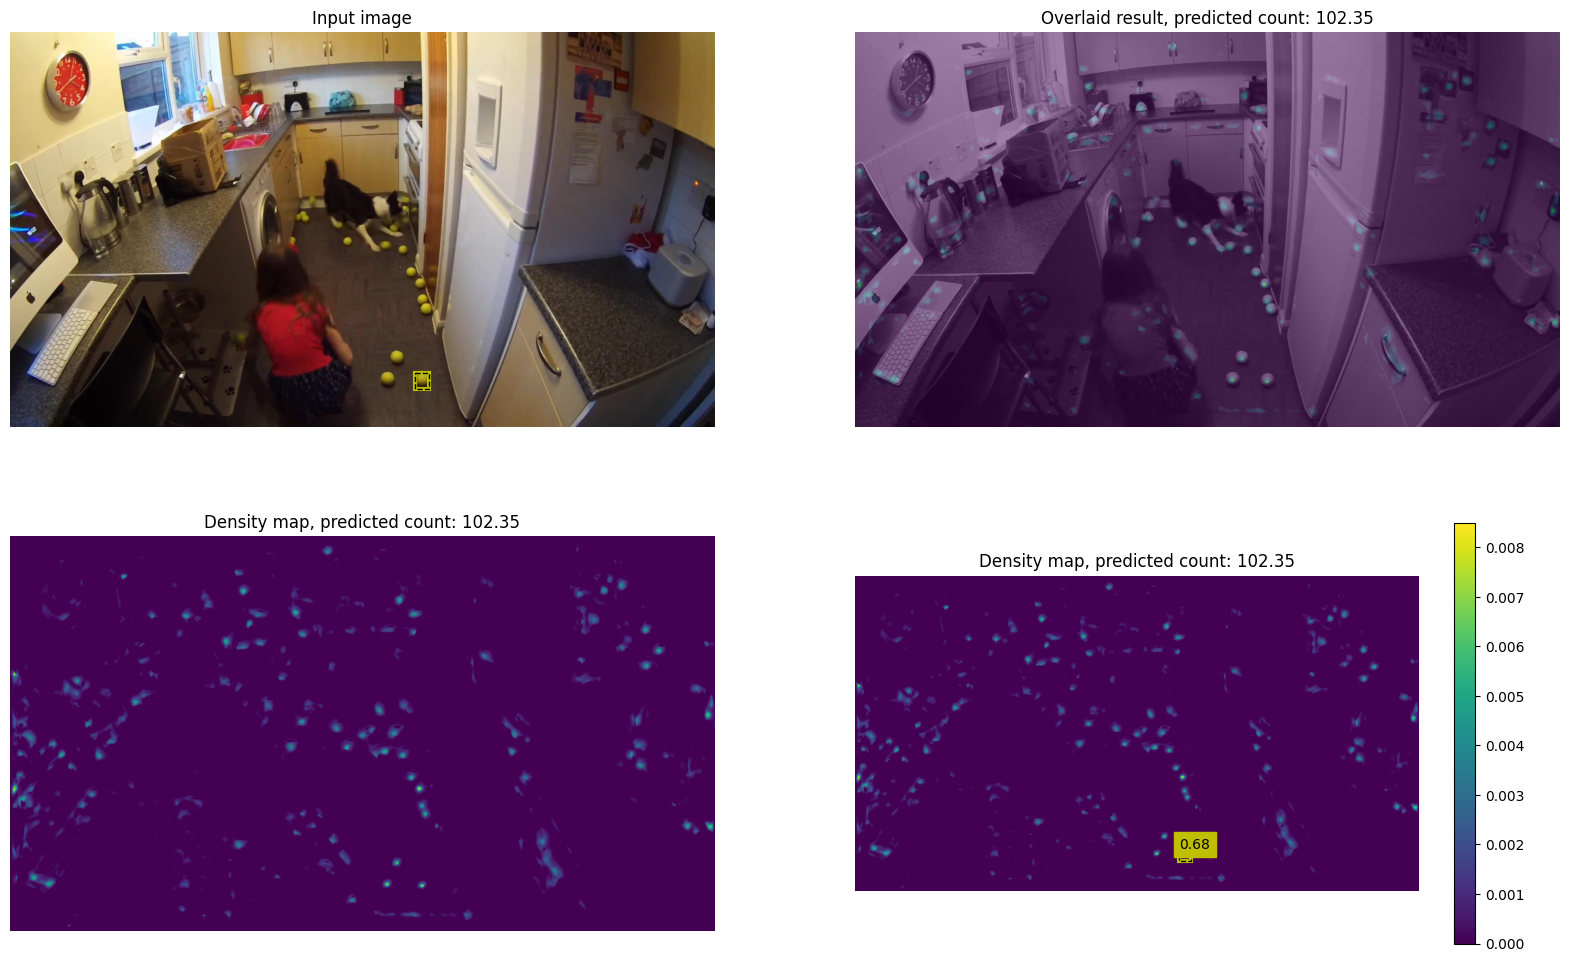 Input image
Overlaid result, predicted count: 102.35
Density map, predicted count: 102.35
Density map, predicted count: 102.35
0.68
0.008
0.007
0.006
0.005
0.004
0.003
0.002
0.001
0.000